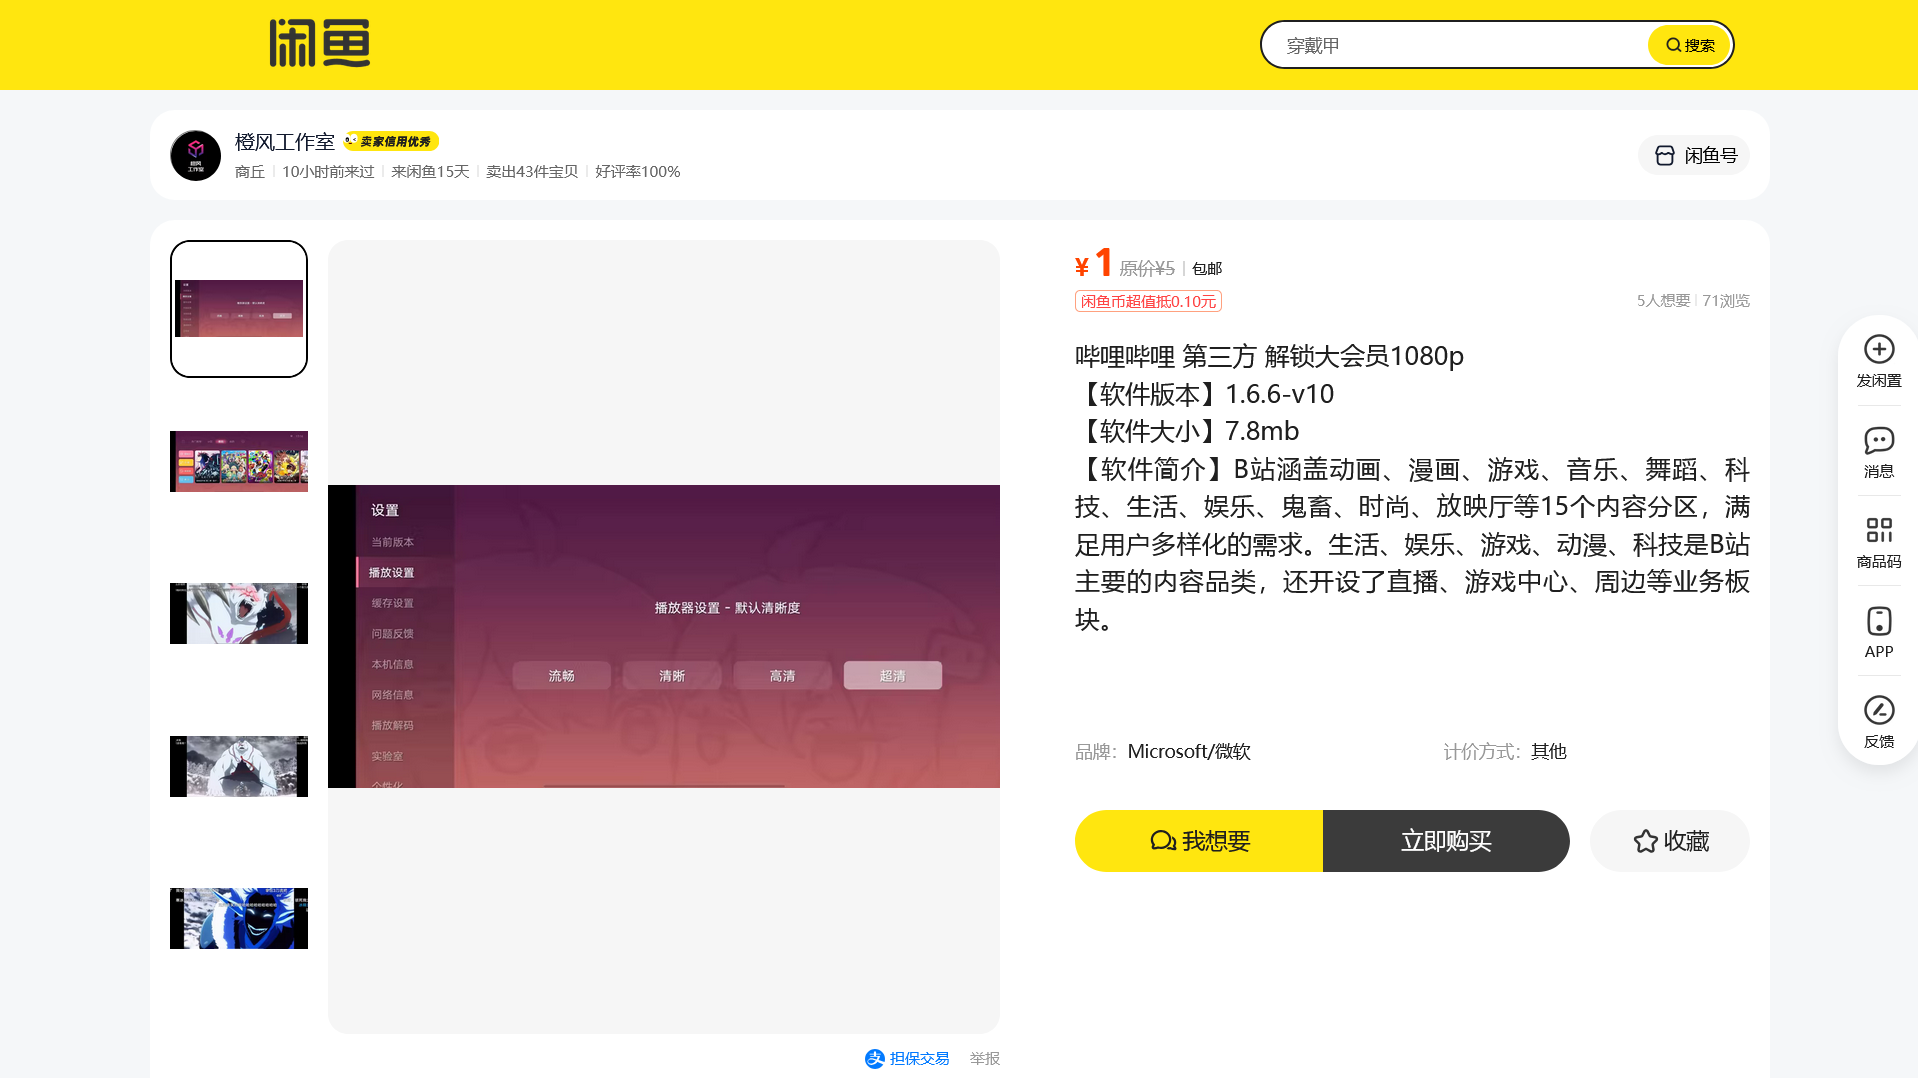 闲鱼
穿戴甲
搜索
橙风工作室
卖家信用优秀
商丘 10小时前来过 来闲鱼15天 卖出43件宝贝 好评率100%
闲鱼号
¥1 原价¥5 包邮
闲鱼币超值抵0.10元
5人想要 71浏览
哔哩哔哩 第三方 解锁大会员1080p
【软件版本】1.6.6-v10
【软件大小】7.8mb
【软件简介】B站涵盖动画、漫画、游戏、音乐、舞蹈、科
技、生活、娱乐、鬼畜、时尚、放映厅等15个内容分区，满
足用户多样化的需求。生活、娱乐、游戏、动漫、科技是B站
主要的内容品类，还开设了直播、游戏中心、周边等业务板
块。
设置
当前版本
播放设置
缓存设置
问题反馈
本机信息
网络信息
播放解码
实验室
个性化
播放器设置 - 默认清晰度
流畅 清晰 高清 超清
品牌： Microsoft/微软
计价方式： 其他
我想要
立即购买
收藏
担保交易
举报
发闲置
消息
商品码
APP
反馈